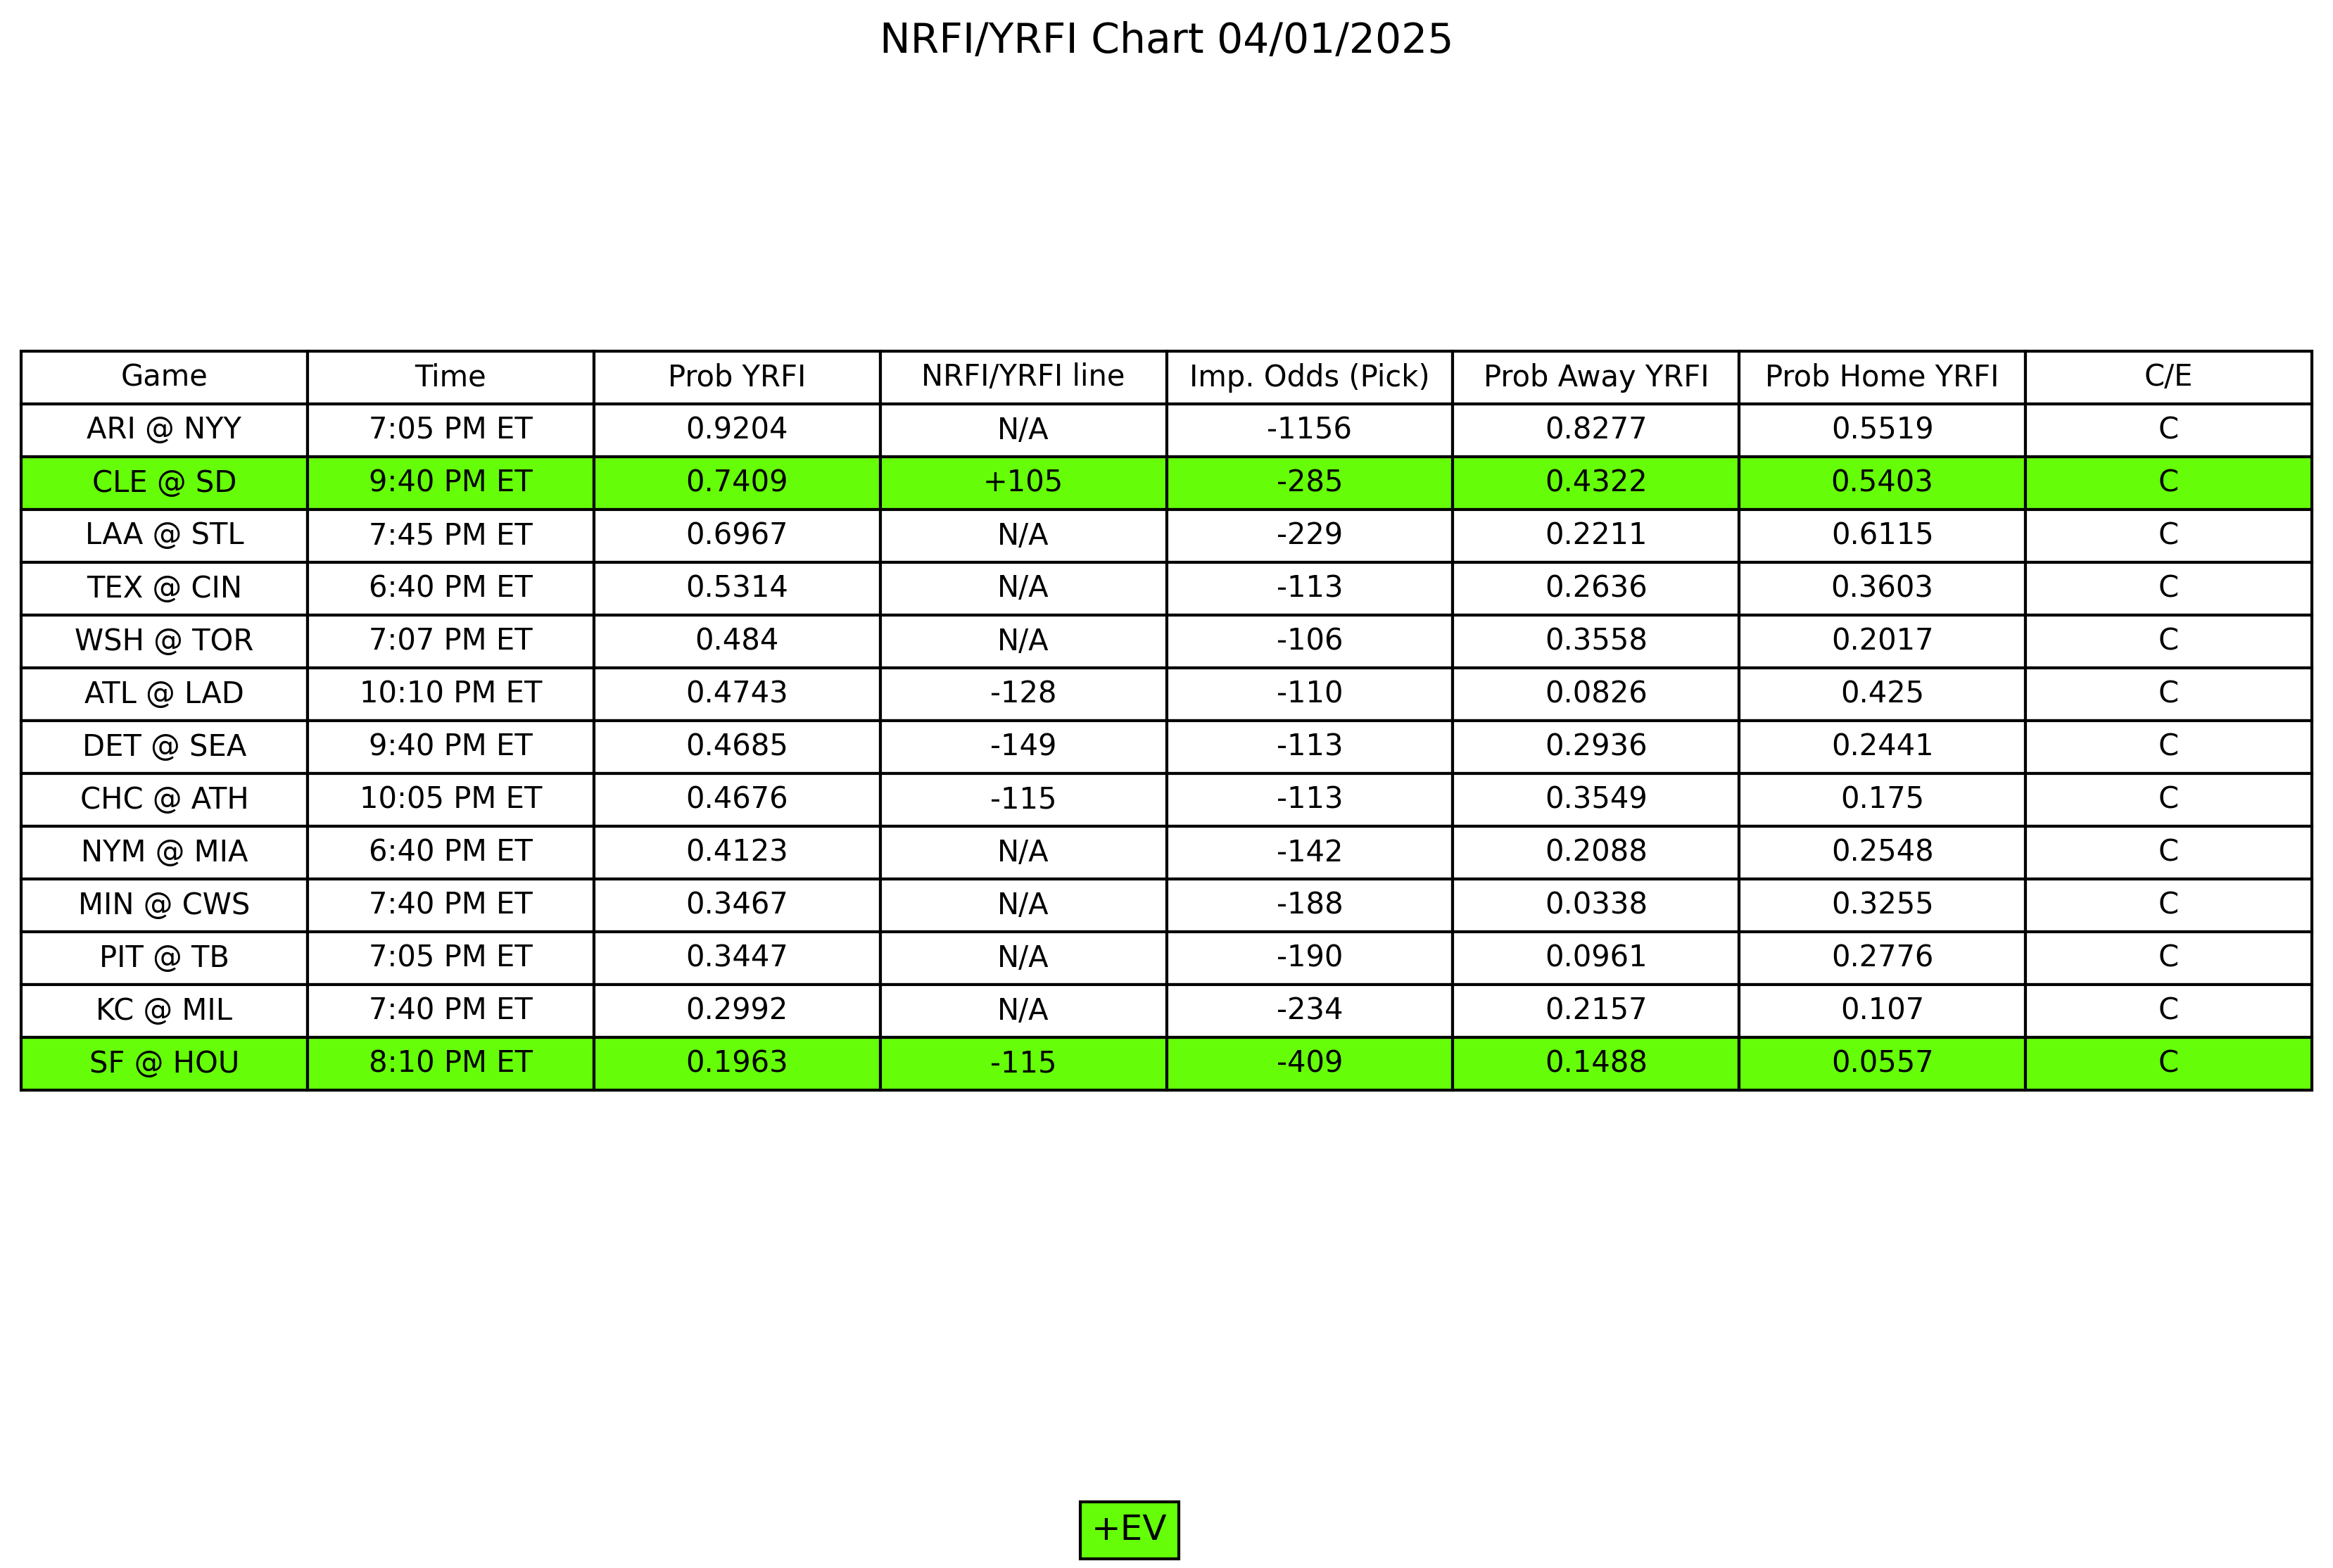 NRFI/YRFI Chart 04/01/2025
Game Time Prob YRFI NRFI/YRFI line Imp. Odds (Pick) Prob Away YRFI Prob Home YRFI C/E
ARI @ NYY 7:05 PM ET 0.9204 N/A -1156 0.8277 0.5519 C
CLE @ SD 9:40 PM ET 0.7409 +105 -285 0.4322 0.5403 C
LAA @ STL 7:45 PM ET 0.6967 N/A -229 0.2211 0.6115 C
TEX @ CIN 6:40 PM ET 0.5314 N/A -113 0.2636 0.3603 C
WSH @ TOR 7:07 PM ET 0.484 N/A -106 0.3558 0.2017 C
ATL @ LAD 10:10 PM ET 0.4743 -128 -110 0.0826 0.425 C
DET @ SEA 9:40 PM ET 0.4685 -149 -113 0.2936 0.2441 C
CHC @ ATH 10:05 PM ET 0.4676 -115 -113 0.3549 0.175 C
NYM @ MIA 6:40 PM ET 0.4123 N/A -142 0.2088 0.2548 C
MIN @ CWS 7:40 PM ET 0.3467 N/A -188 0.0338 0.3255 C
PIT @ TB 7:05 PM ET 0.3447 N/A -190 0.0961 0.2776 C
KC @ MIL 7:40 PM ET 0.2992 N/A -234 0.2157 0.107 C
SF @ HOU 8:10 PM ET 0.1963 -115 -409 0.1488 0.0557 C
+EV